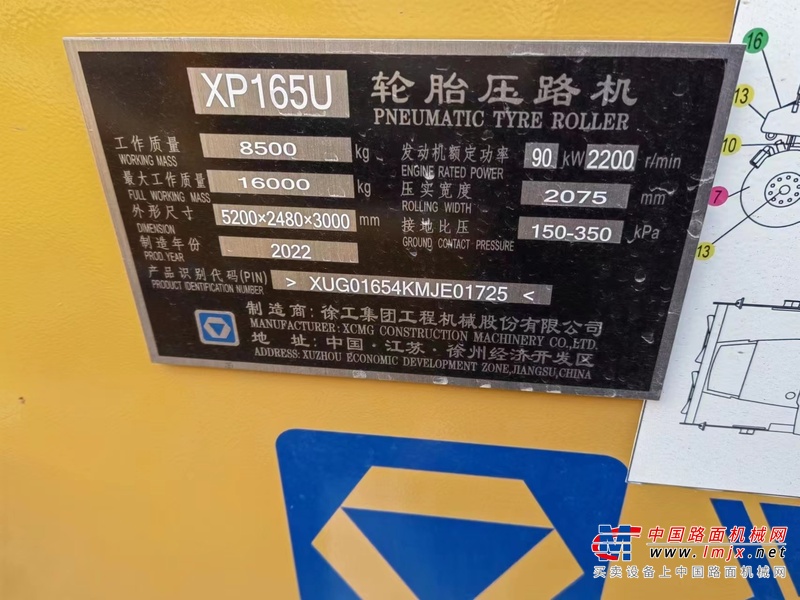 XP165U 轮胎压路机
PNEUMATIC TYRE ROLLER
工作质量 8500 kg
WORKING MASS
最大工作质量 16000 kg
FULL WORKING MASS
外形尺寸 5200×2480×3000 mm
DIMENSION
制造年份 2022
PROD YEAR
发动机额定功率 90 kW 2200 r/min
ENGINE RATED POWER
压实宽度 2075 mm
ROLLING WIDTH
接地比压 150-350 kPa
GROUND CONTACT PRESSURE
产品识别代码(PIN) > XUG01654KMJE01725 <
PRODUCT IDENTIFICATION NUMBER
制造商:徐工集团工程机械股份有限公司
MANUFACTURER:XCMG CONSTRUCTION MACHINERY CO.,LTD.
地 址:中国·江苏·徐州经济开发区
ADDRESS:XUZHOU ECONOMIC DEVELOPMENT ZONE,JIANGSU,CHINA
16
13
10
7
13
中国路面机械网
www.lmjx.net
买卖设备上中国路面机械网